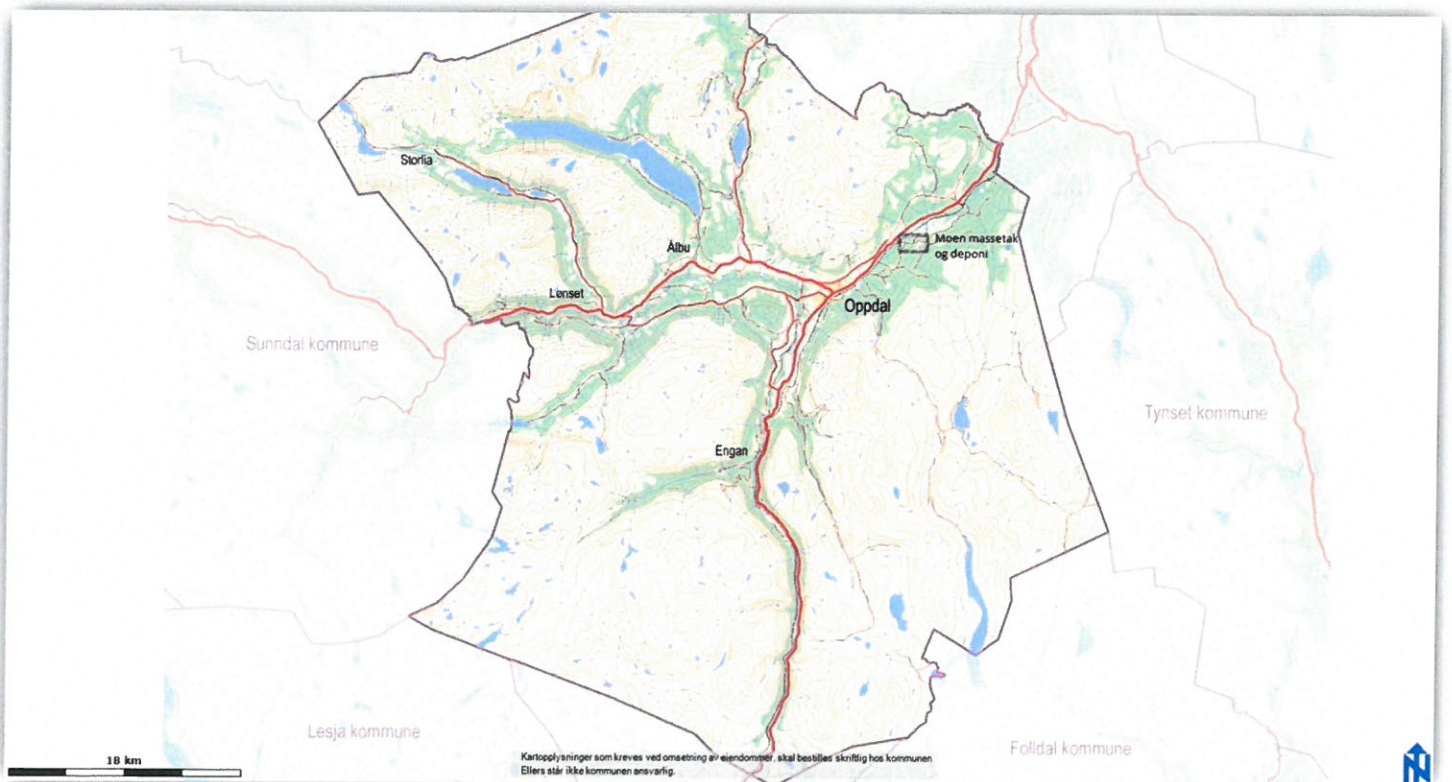 Storlia
Ålbu
Moen massetak
og deponi
Lønset
Oppdal
Sunndal kommune
Tynset kommune
Engan
Lesja kommune
Folldal kommune
18 km
Kartopplysninger som kreves ved omsetning av eiendommer, skal bestilles skriftlig hos kommunen.
Ellers står ikke kommunen ansvarlig.
N